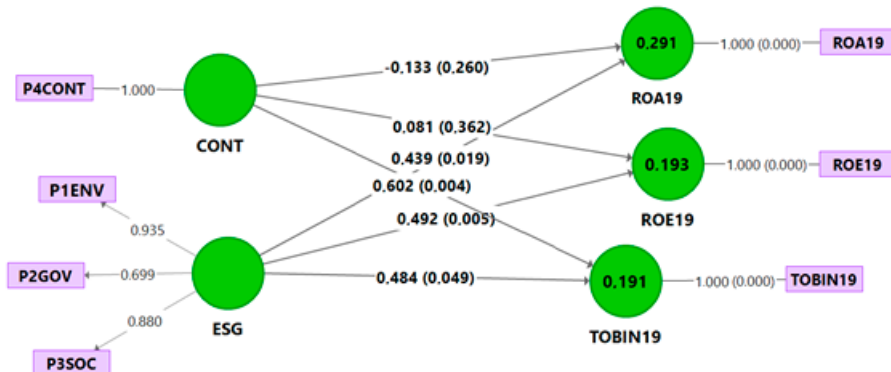 0.291
1.000 (0.000)
ROA19
-0.133 (0.260)
P4CONT
1.000
ROA19
CONT
0.081 (0.362)
0.439 (0.019)
0.193
1.000 (0.000)
ROE19
P1ENV
0.602 (0.004)
0.492 (0.005)
ROE19
0.935
P2GOV
0.699
0.484 (0.049)
0.191
1.000 (0.000)
TOBIN19
0.880
ESG
TOBIN19
P3SOC